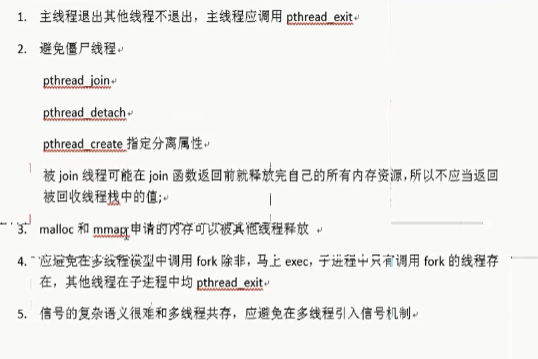 1. 主线程退出其他线程不退出，主线程应调用 pthread_exit
2. 避免僵尸线程
pthread_join
pthread_detach
pthread_create 指定分离属性
被 join 线程可能在 join 函数返回前就释放完自己的所有内存资源,所以不应当返回
被回收线程栈中的值;
3. malloc 和 mmap 申请的内存可以被其他线程释放
4. 应避免在多线程模型中调用 fork 除非，马上 exec，子进程中只有调用 fork 的线程存
在，其他线程在子进程中均 pthread_exit
5. 信号的复杂语义很难和多线程共存，应避免在多线程引入信号机制